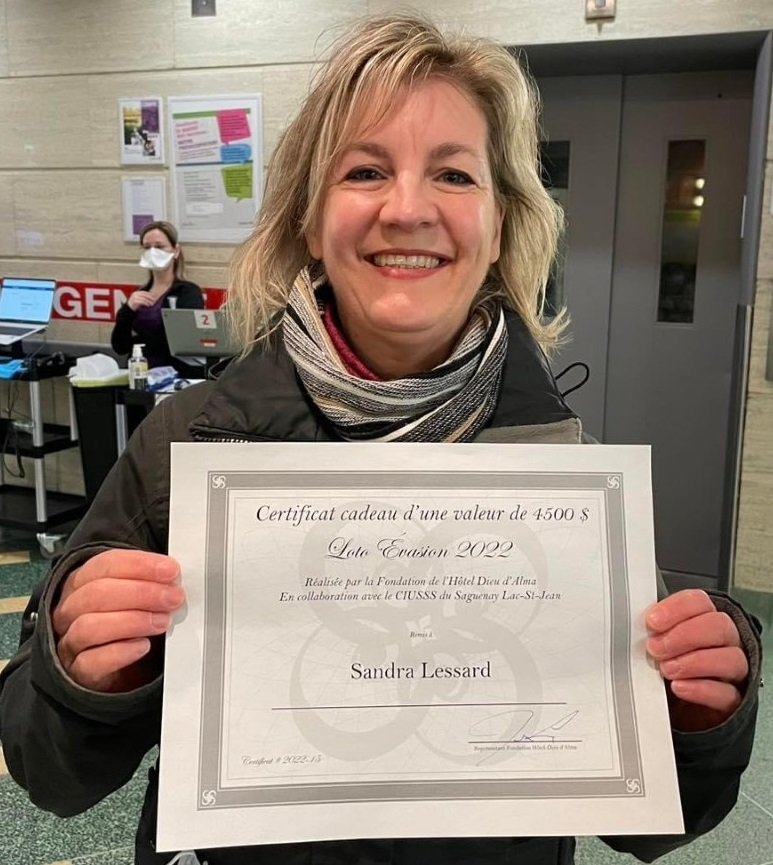 GEN
2
Certificat cadeau d'une valeur de 4500 $
Loto Évasion 2022
Réalisée par la Fondation de l'Hôtel Dieu d'Alma
En collaboration avec le CIUSSS du Saguenay Lac-St-Jean
Remis à
Sandra Lessard
Représentant Fondation Hôtel-Dieu d'Alma
Certificat # 2022-15